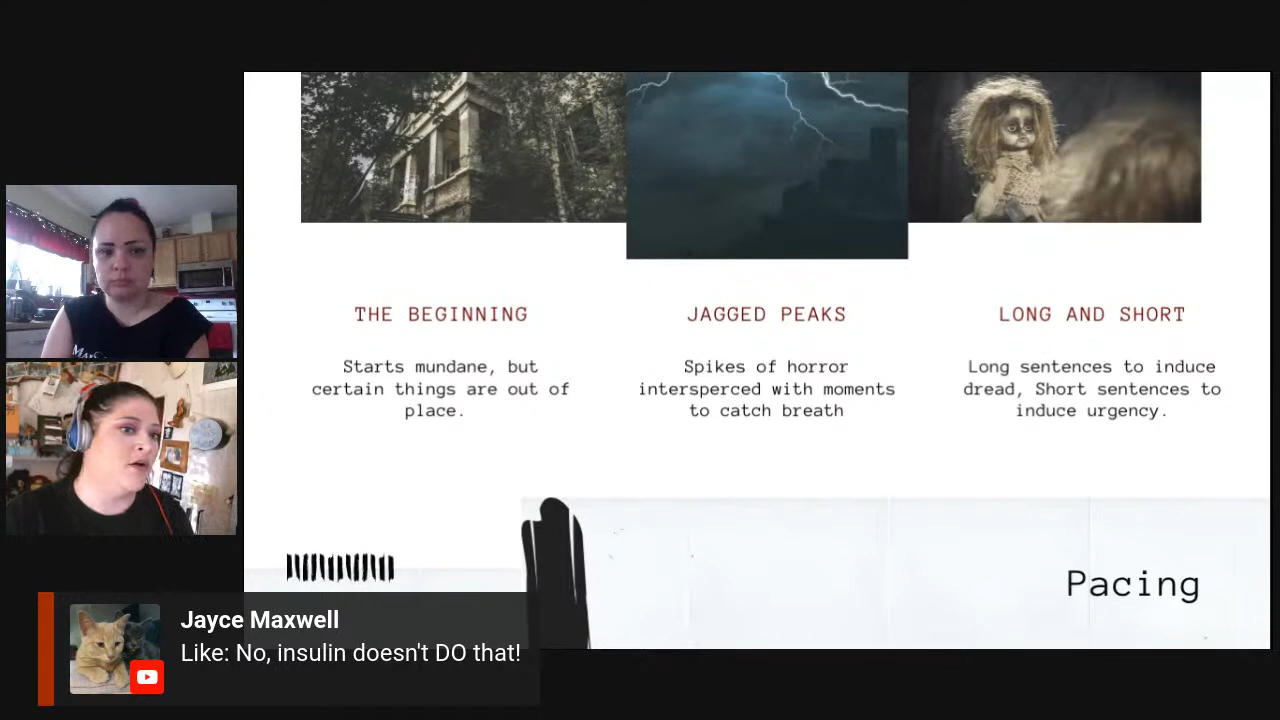 THE BEGINNING
Starts mundane, but
certain things are out of
place.
JAGGED PEAKS
Spikes of horror
interspersed with moments
to catch breath
LONG AND SHORT
Long sentences to induce
dread, Short sentences to
induce urgency.
Pacing
Jayce Maxwell
Like: No, insulin doesn't DO that!